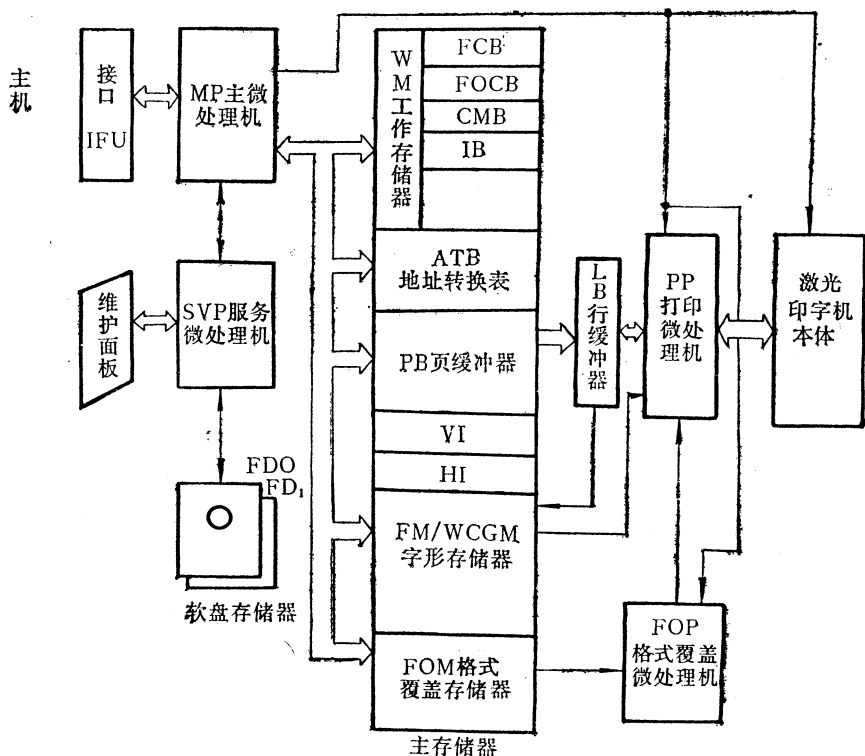 主机
接口
IFU
MP主微
处理机
WM工作存储器
FCB
FOCB
CMB
IB
ATB
地址转换表
PB页缓冲器
VI
HI
FM/WCGM
字形存储器
FOM格式
覆盖存储器
主存储器
维护面板
SVP服务
微处理机
FDO
FD₁
软盘存储器
LB行缓冲器
PP
打印
微处
理机
激光
印字机
本体
FOP
格式覆盖
微处理机